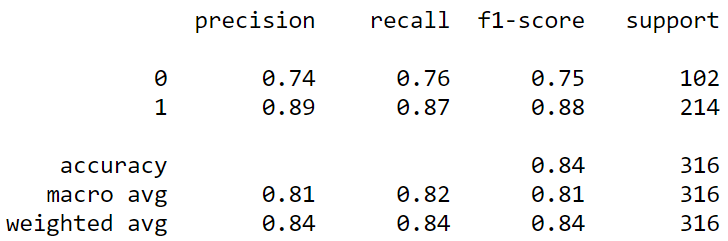 precision recall f1-score support
0 0.74 0.76 0.75 102
1 0.89 0.87 0.88 214
accuracy 0.84 316
macro avg 0.81 0.82 0.81 316
weighted avg 0.84 0.84 0.84 316